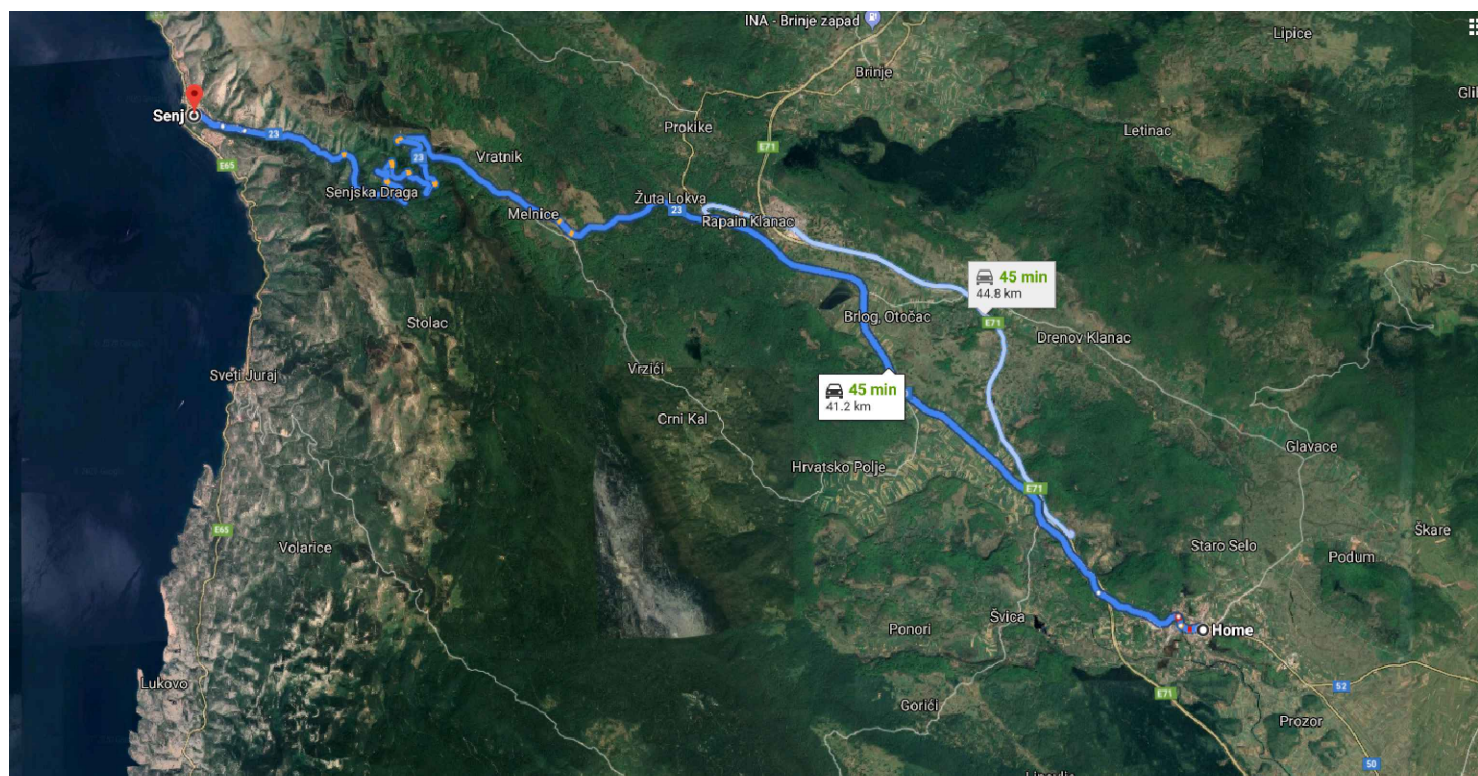 INA - Brinje zapad
Lipice
Brinje
Senj
23
Prokike
Letinac
E71
E65
Vratnik
23
Senjska Draga
Melnice
Žuta Lokva
23
Rapain Klanac
45 min
44.8 km
Stolac
Brlog, Otočac
E71
Drenov Klanac
Vrzići
Sveti Juraj
45 min
41.2 km
Crni Kal
Glavace
Hrvatsko Polje
E71
E65
Škare
Volarice
Staro Selo
Podum
Švica
Ponori
Home
Lukovo
52
E71
Gorići
Prozor
50